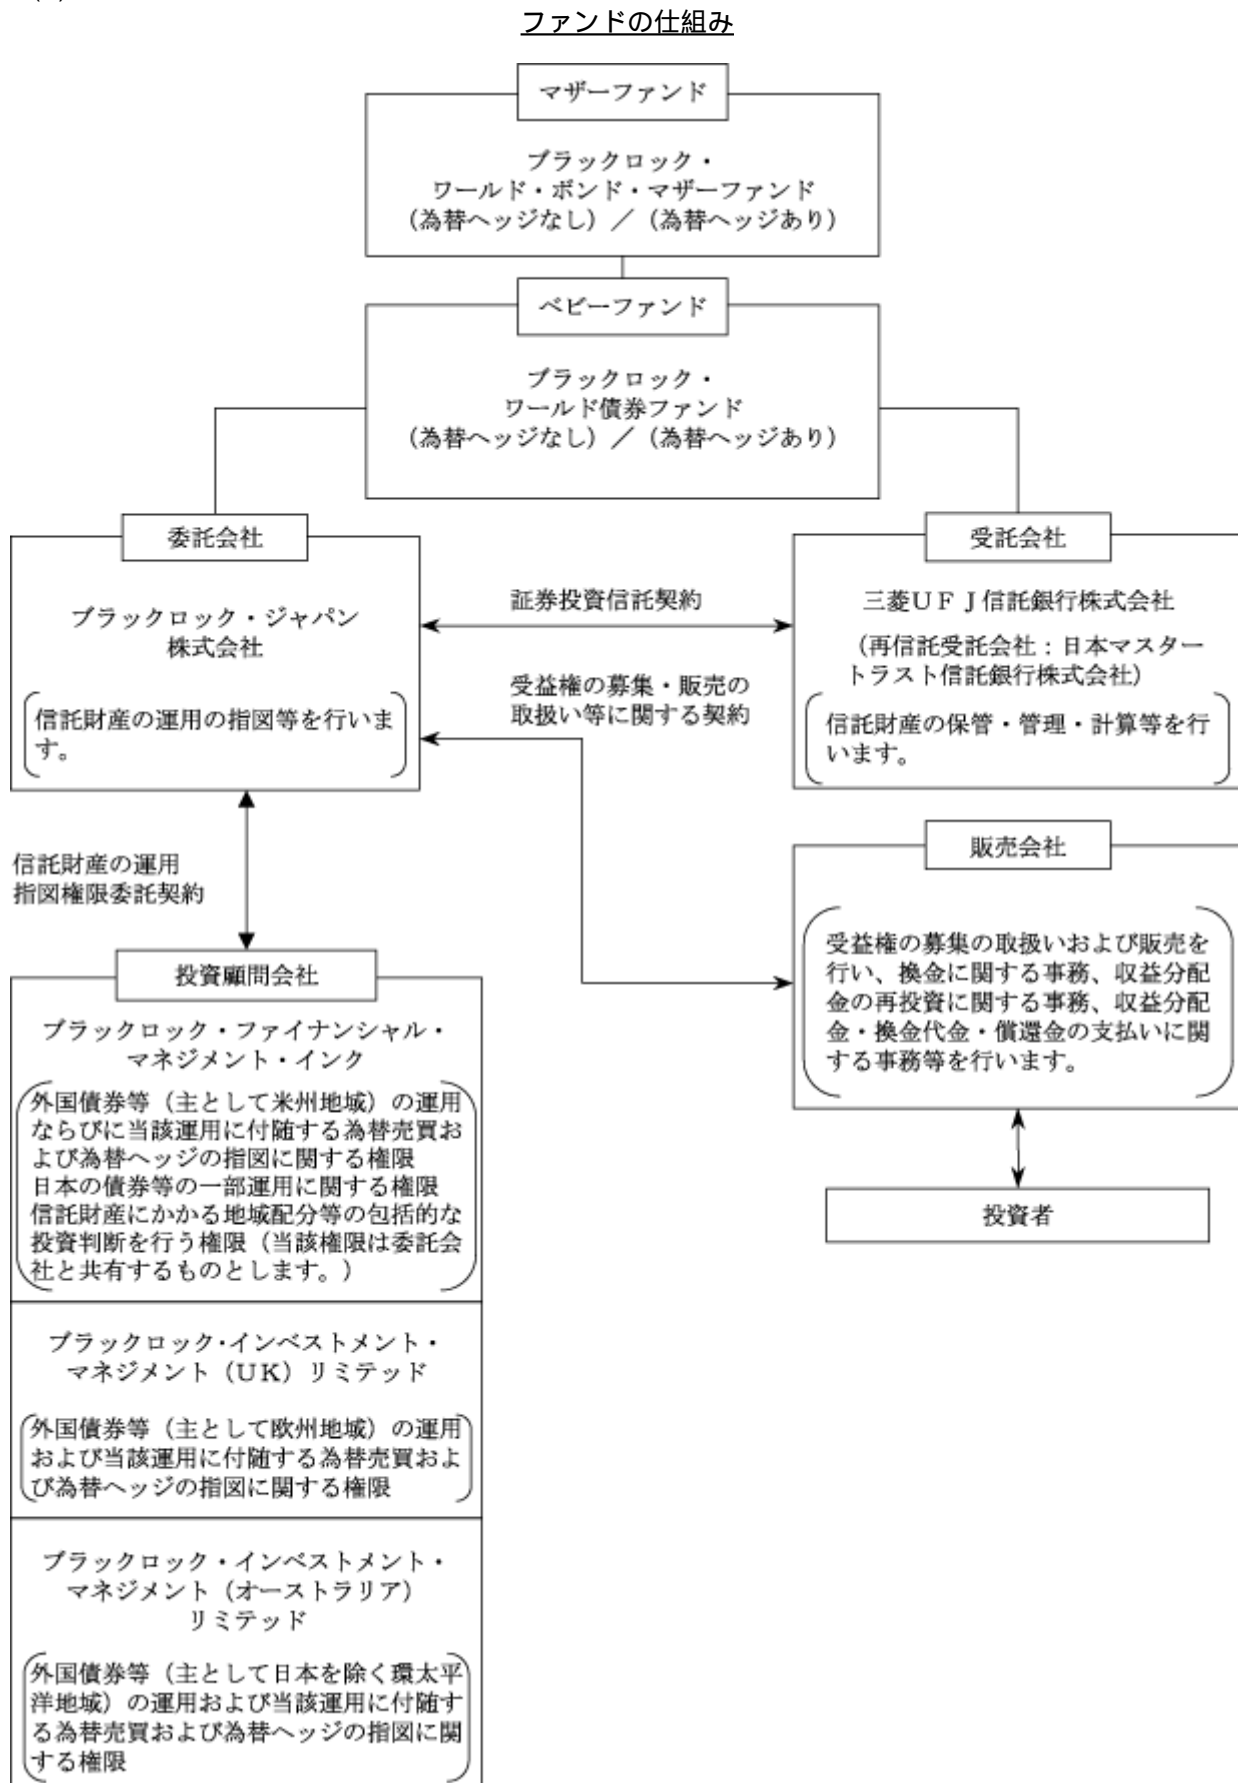 ファンドの仕組み
マザーファンド
ブラックロック・
ワールド・ボンド・マザーファンド
（為替ヘッジなし）／（為替ヘッジあり）
ベビーファンド
ブラックロック・
ワールド債券ファンド
（為替ヘッジなし）／（為替ヘッジあり）
委託会社
ブラックロック・ジャパン
株式会社
信託財産の運用の指図等を行いま
す。
証券投資信託契約
受益権の募集・販売の
取扱い等に関する契約
受託会社
三菱ＵＦＪ信託銀行株式会社
（再信託受託会社：日本マスター
トラスト信託銀行株式会社）
信託財産の保管・管理・計算等を行
います。
信託財産の運用
指図権限委託契約
販売会社
受益権の募集の取扱いおよび販売を
行い、換金に関する事務、収益分配
金の再投資に関する事務、収益分配
金・換金代金・償還金の支払いに関
する事務等を行います。
投資者
投資顧問会社
ブラックロック・ファイナンシャル・
マネジメント・インク
外国債券等（主として米州地域）の運用
ならびに当該運用に付随する為替売買お
よび為替ヘッジの指図に関する権限
日本の債券等の一部運用に関する権限
信託財産にかかる地域配分等の包括的な
投資判断を行う権限（当該権限は委託会
社と共有するものとします。）
ブラックロック・インベストメント・
マネジメント（ＵＫ）リミテッド
外国債券等（主として欧州地域）の運用
および当該運用に付随する為替売買およ
び為替ヘッジの指図に関する権限
ブラックロック・インベストメント・
マネジメント（オーストラリア）
リミテッド
外国債券等（主として日本を除く環太平
洋地域）の運用および当該運用に付随す
る為替売買および為替ヘッジの指図に関
する権限